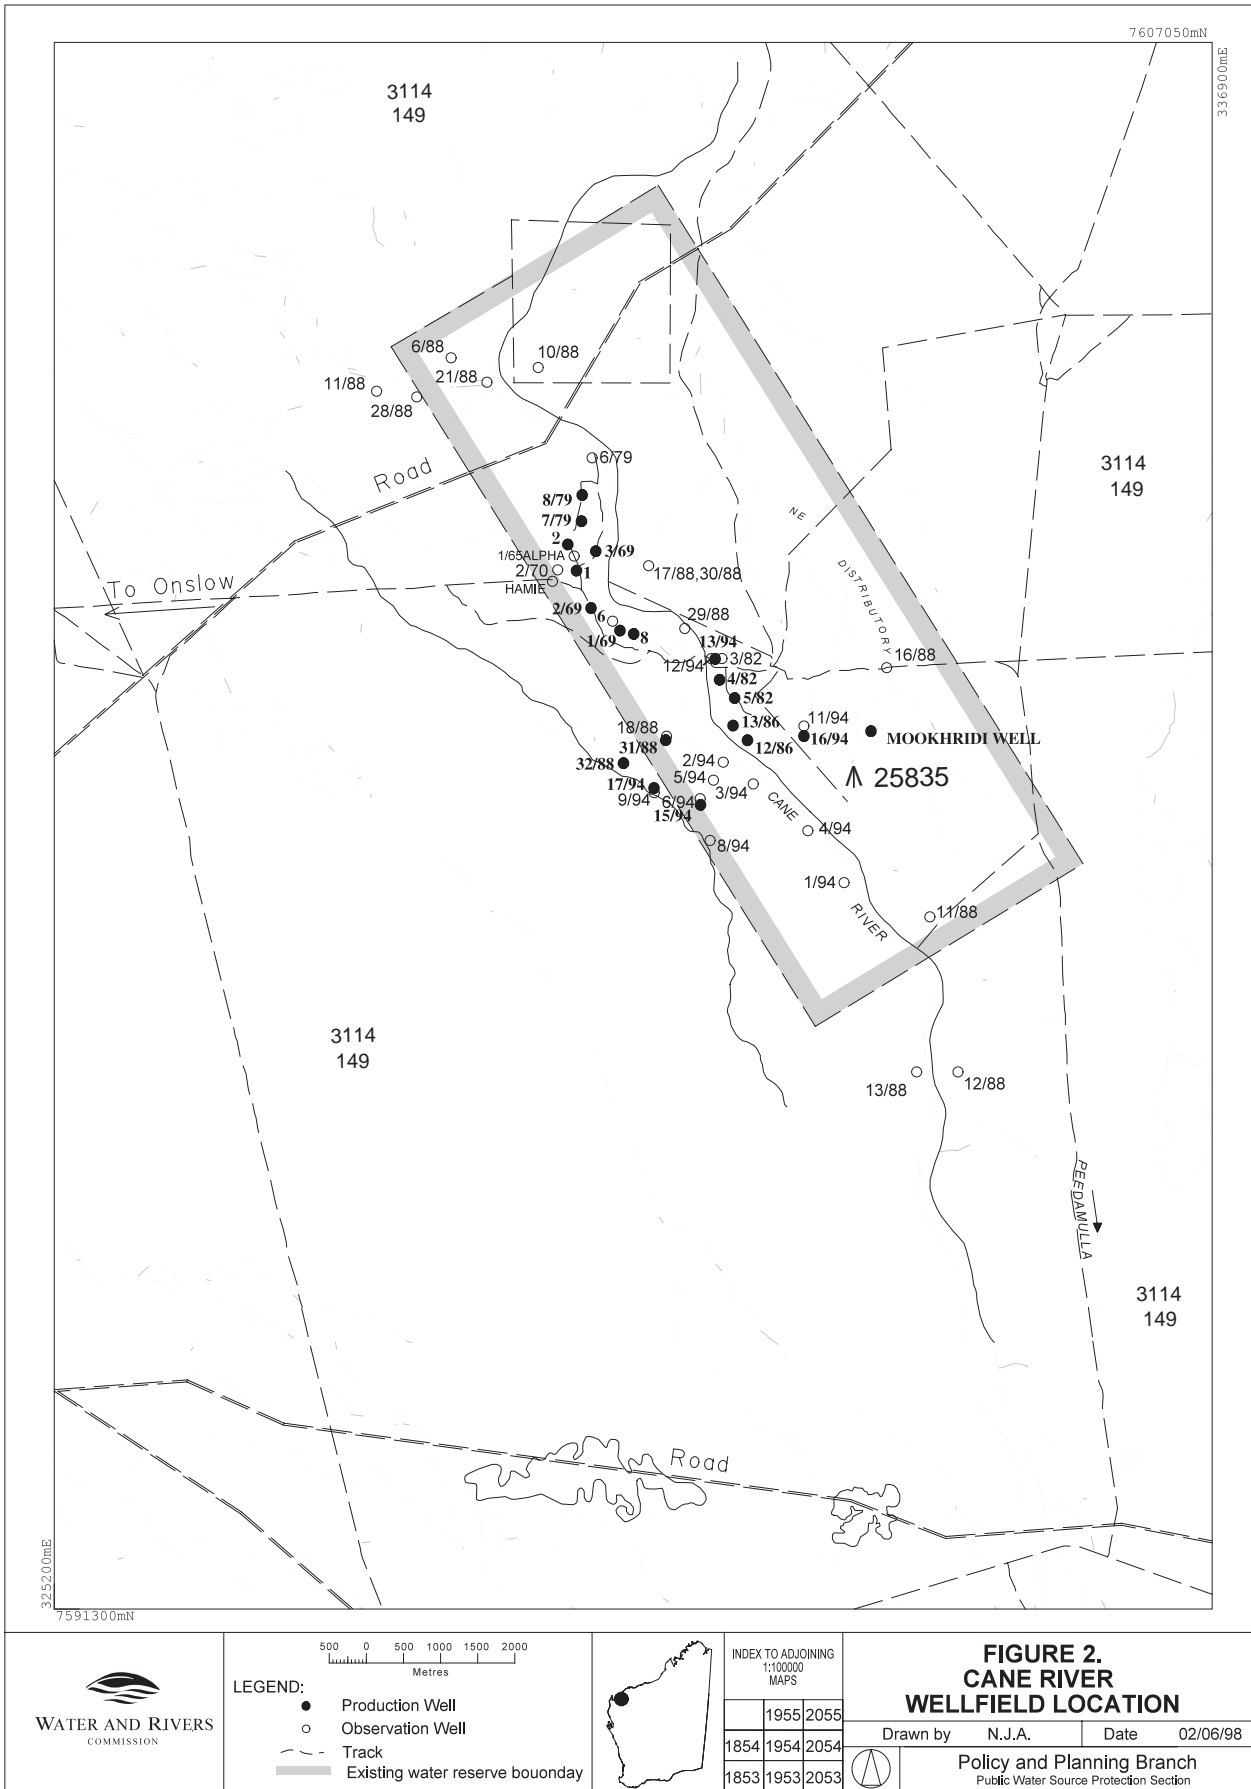 7607050mN
336900mE
3114
149
6/88
10/88
21/88
11/88
28/88
Road
6/79
3114
149
8/79
7/79
NE
2
3/69
1/65ALPHA
2/70
1
17/88,30/88
HAMIE
DISTRIBUTORY
To Onslow
2/69
6
29/88
1/69
8
13/94
12/94
3/82
16/88
4/82
5/82
18/88
13/86
11/94
31/88
12/86
16/94
MOOKHRIDI WELL
32/88
2/94
25835
17/94
5/94
9/94
6/94
3/94
15/94
CANE
4/94
8/94
1/94
RIVER
11/88
3114
149
13/88
12/88
PEEDAMULLA
3114
149
Road
325200mE
7591300mN
WATER AND RIVERS
COMMISSION
500 0 500 1000 1500 2000
Metres
LEGEND:
Production Well
Observation Well
Track
Existing water reserve bouonday
INDEX TO ADJOINING
1:100000
MAPS
1955 2055
1854 1954 2054
1853 1953 2053
FIGURE 2.
CANE RIVER
WELLFIELD LOCATION
Drawn by N.J.A. Date 02/06/98
Policy and Planning Branch
Public Water Source Protection Section